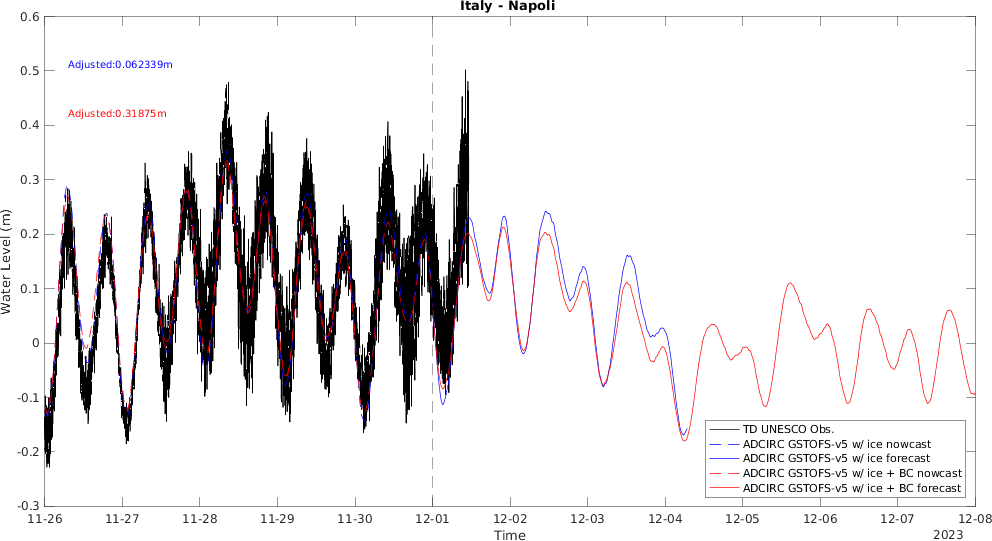 Italy - Napoli
Adjusted:0.062339m
Adjusted:0.31875m
Water Level (m)
0.6
0.5
0.4
0.3
0.2
0.1
0
-0.1
-0.2
-0.3
TD UNESCO Obs.
ADCIRC GSTOFS-v5 w/ ice nowcast
ADCIRC GSTOFS-v5 w/ ice forecast
ADCIRC GSTOFS-v5 w/ ice + BC nowcast
ADCIRC GSTOFS-v5 w/ ice + BC forecast
11-26 11-27 11-28 11-29 11-30 12-01 12-02 12-03 12-04 12-05 12-06 12-07 12-08
Time
2023